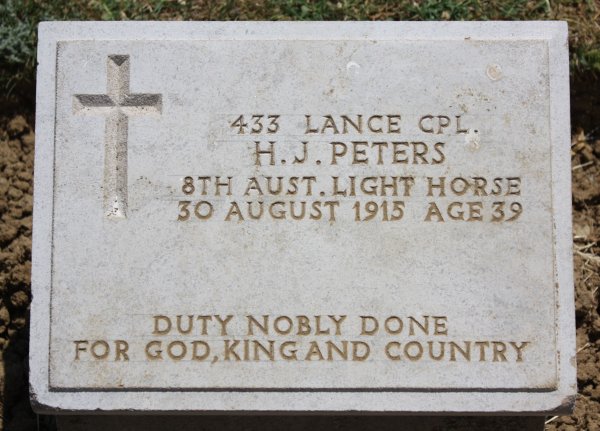 433 LANCE CPL.
H.J. PETERS
8TH AUST. LIGHT HORSE
30 AUGUST 1915 AGE 39
DUTY NOBLY DONE
FOR GOD, KING AND COUNTRY